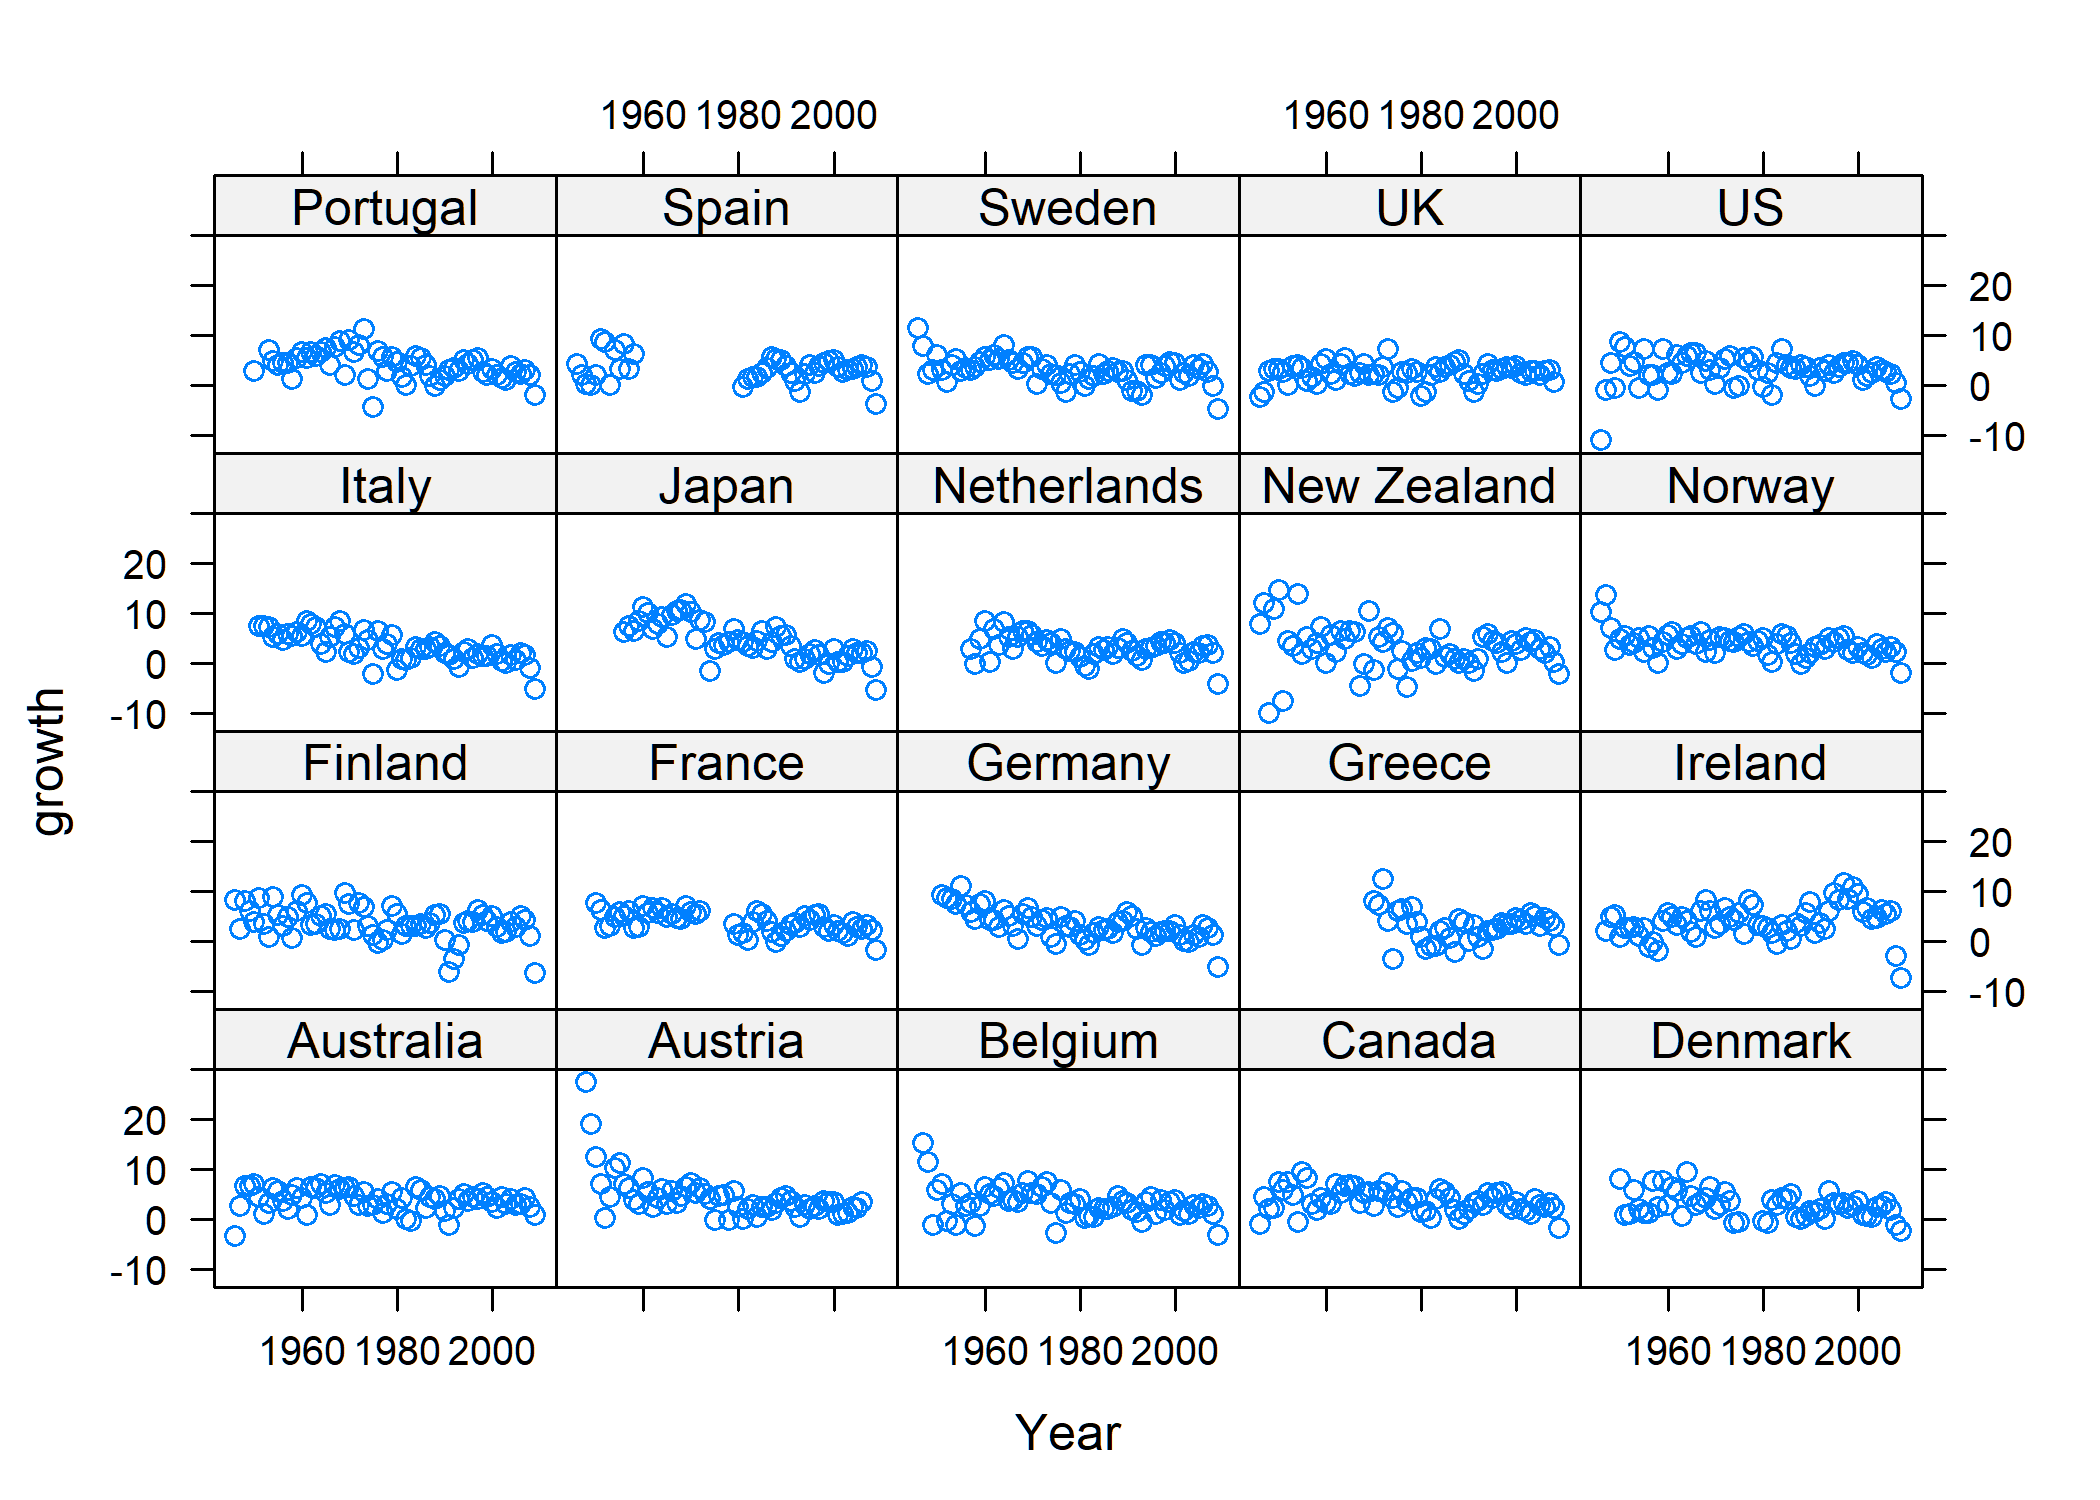 1960 1980 2000 1960 1980 2000
Portugal Spain Sweden UK US
20
10
0
-10
Italy Japan Netherlands New Zealand Norway
20
10
0
-10
growth
Finland France Germany Greece Ireland
20
10
0
-10
Australia Austria Belgium Canada Denmark
20
10
0
-10
1960 1980 2000 1960 1980 2000 1960 1980 2000
Year